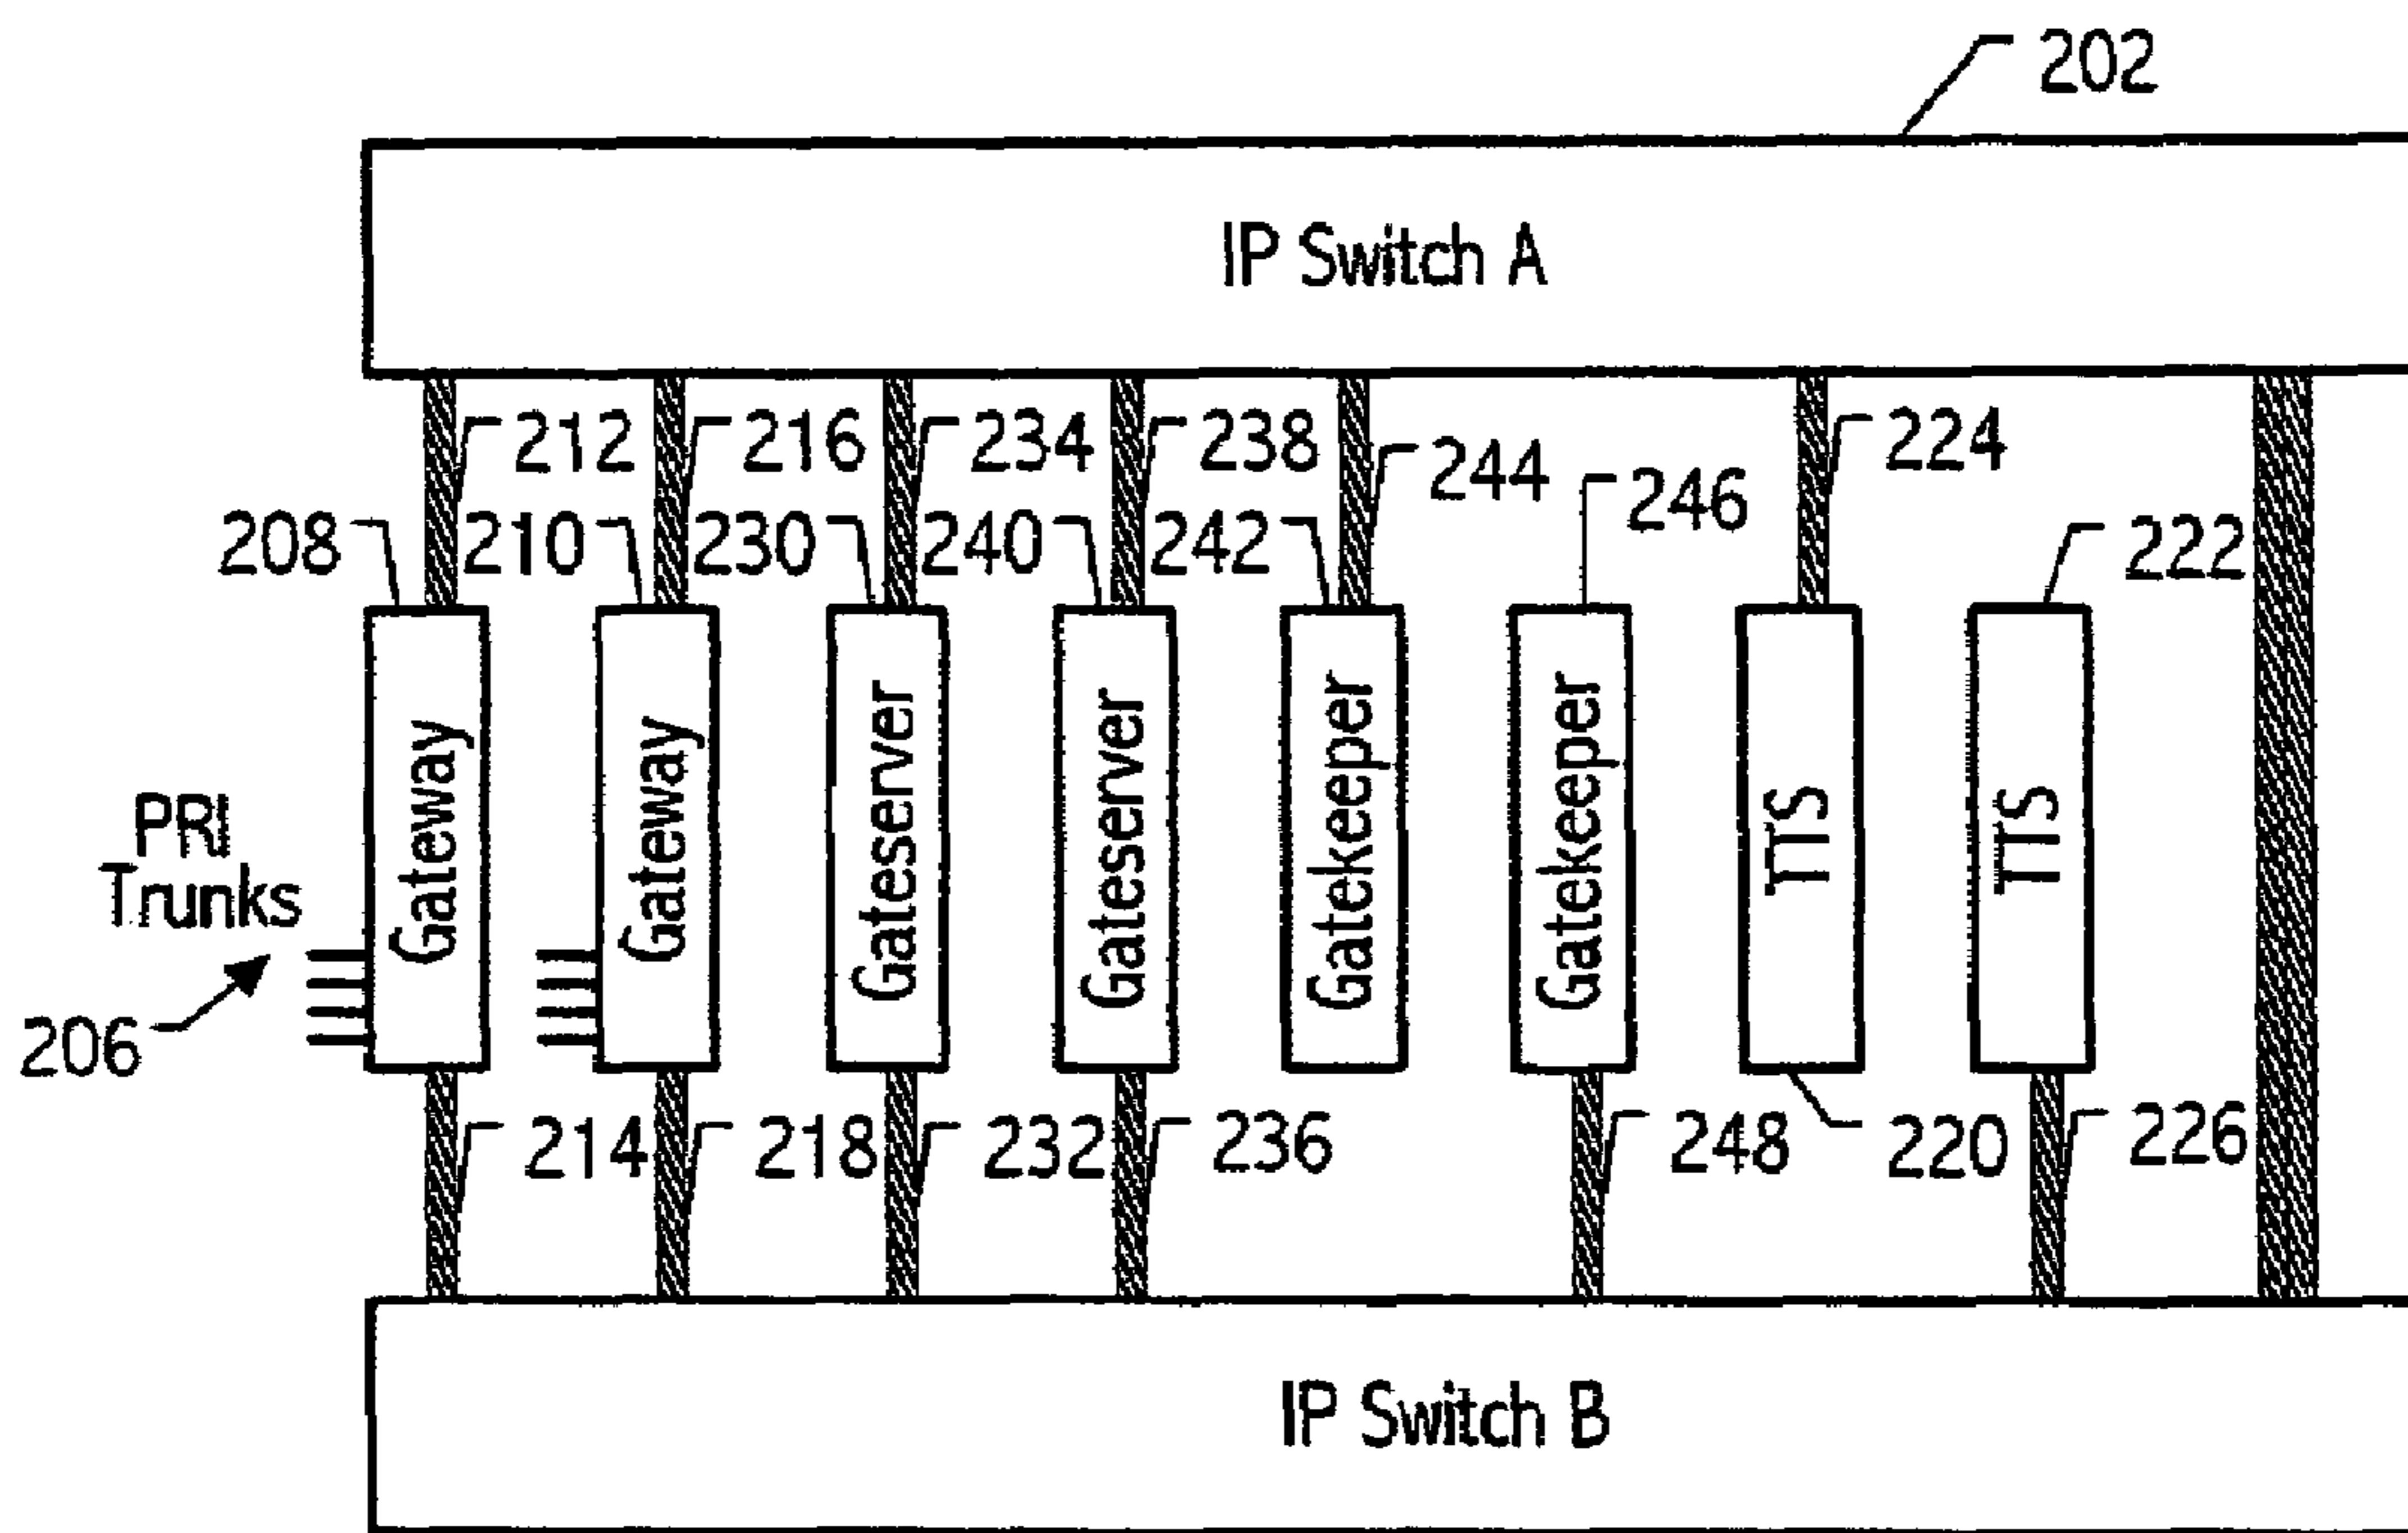 202
IP Switch A
212
216
234
238
244
224
208
210
230
240
242
246
222
Gateway
Gateway
Gateserver
Gateserver
Gatekeeper
Gatekeeper
TTS
TTS
PRI
Trunks
206
214
218
232
236
248
220
226
IP Switch B